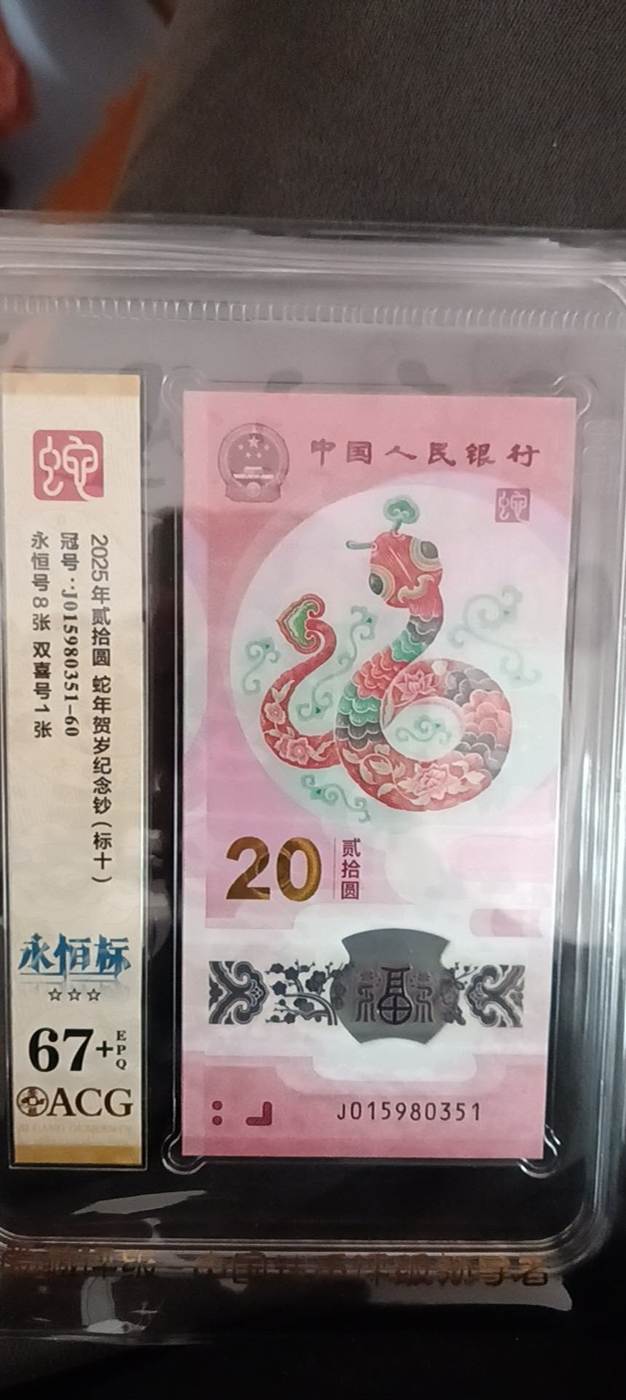 蛇
2025年贰拾圆 蛇年贺岁纪念钞（标十）
冠号：J015980351-60
永恒号8张 双喜号1张
永恒标
☆☆☆
67+EPQ
ACG
中国人民银行
蛇
20
贰拾圆
福
J015980351